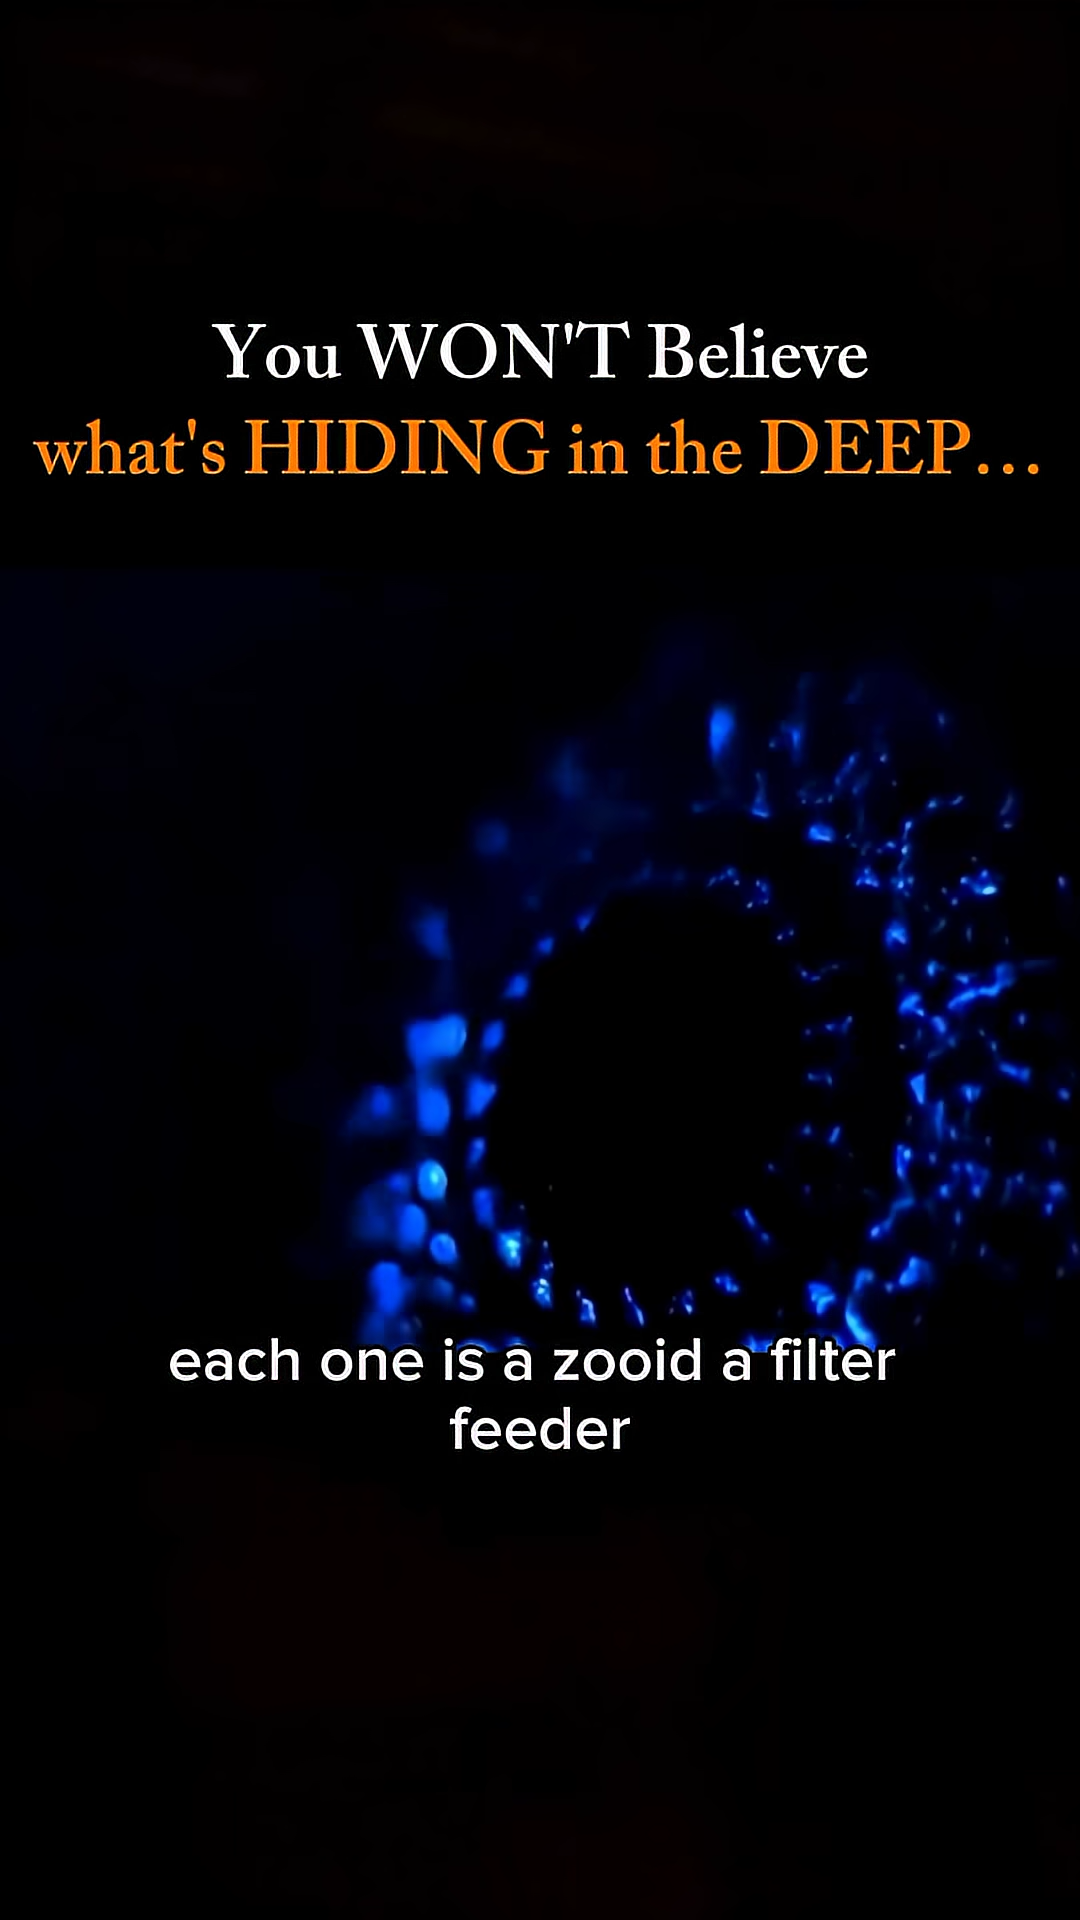 You WON'T Believe
what's HIDING in the DEEP...
each one is a zooid a filter
feeder